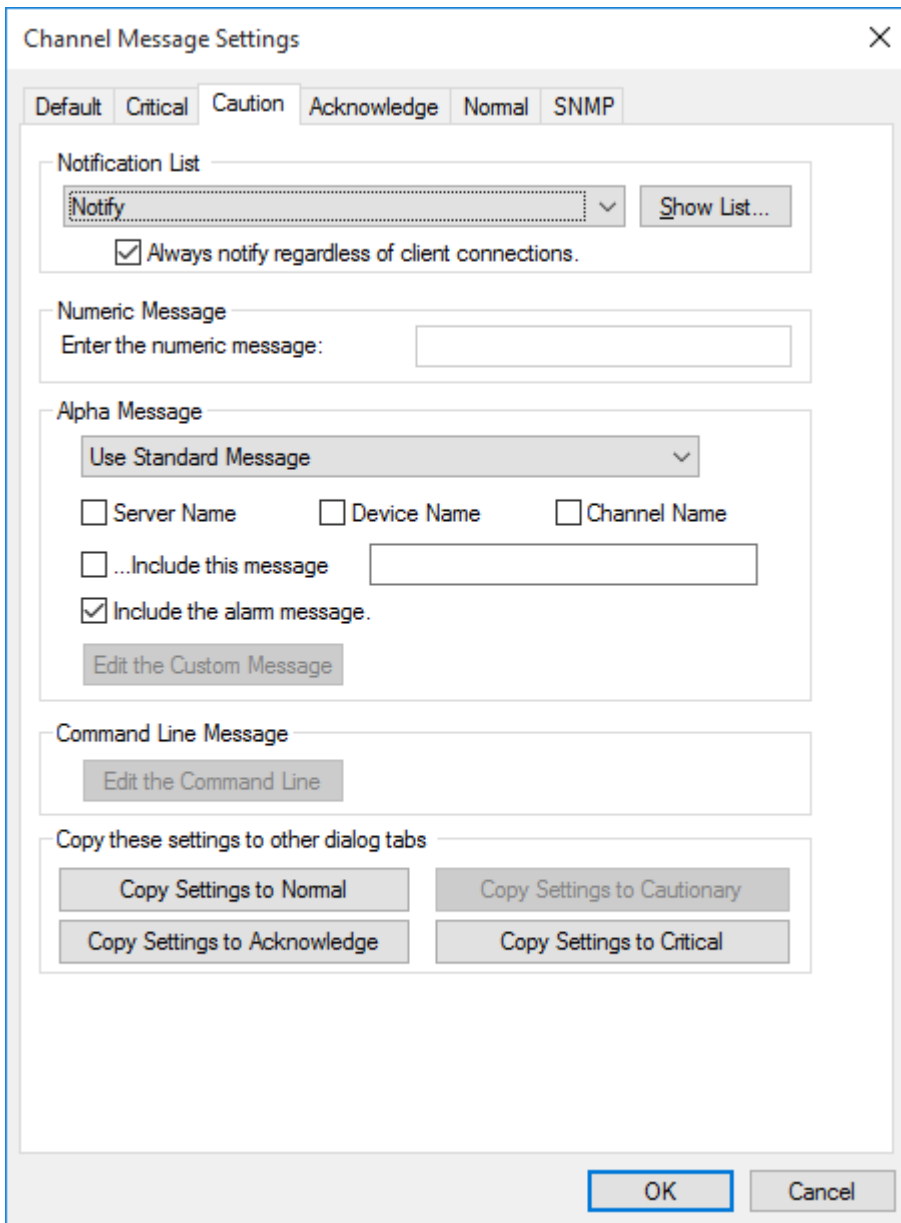 Channel Message Settings
Default Critical Caution Acknowledge Normal SNMP
Notification List
Notify Show List...
Always notify regardless of client connections.
Numeric Message
Enter the numeric message:
Alpha Message
Use Standard Message
Server Name Device Name Channel Name
...Include this message
Include the alarm message.
Edit the Custom Message
Command Line Message
Edit the Command Line
Copy these settings to other dialog tabs
Copy Settings to Normal Copy Settings to Cautionary
Copy Settings to Acknowledge Copy Settings to Critical
OK Cancel